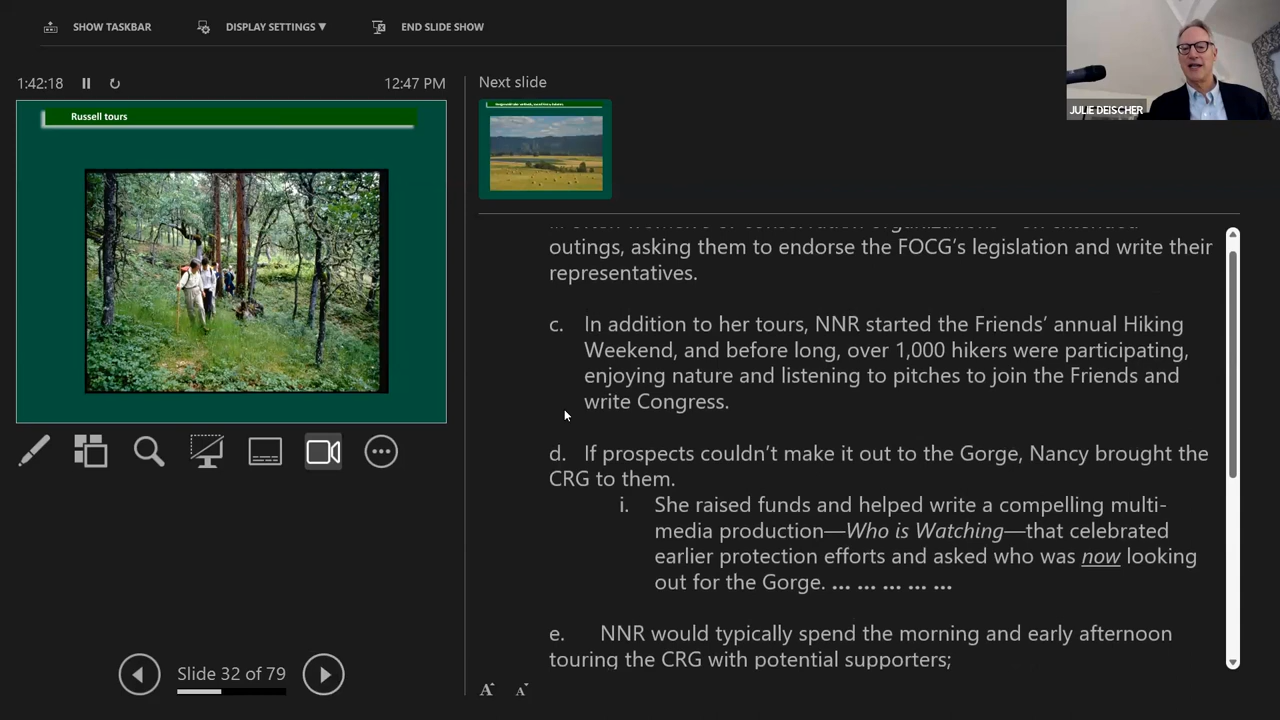 SHOW TASKBAR
DISPLAY SETTINGS ▼
END SLIDE SHOW
JULIE DEISCHER
1:42:18
12:47 PM
Next slide
Russell tours
outings, asking them to endorse the FOCG's legislation and write their
representatives.
c. In addition to her tours, NNR started the Friends' annual Hiking
Weekend, and before long, over 1,000 hikers were participating,
enjoying nature and listening to pitches to join the Friends and
write Congress.
d. If prospects couldn't make it out to the Gorge, Nancy brought the
CRG to them.
i. She raised funds and helped write a compelling multi-
media production—Who is Watching—that celebrated
earlier protection efforts and asked who was now looking
out for the Gorge. ... ... ... ... ...
e. NNR would typically spend the morning and early afternoon
touring the CRG with potential supporters;
Slide 32 of 79
A A